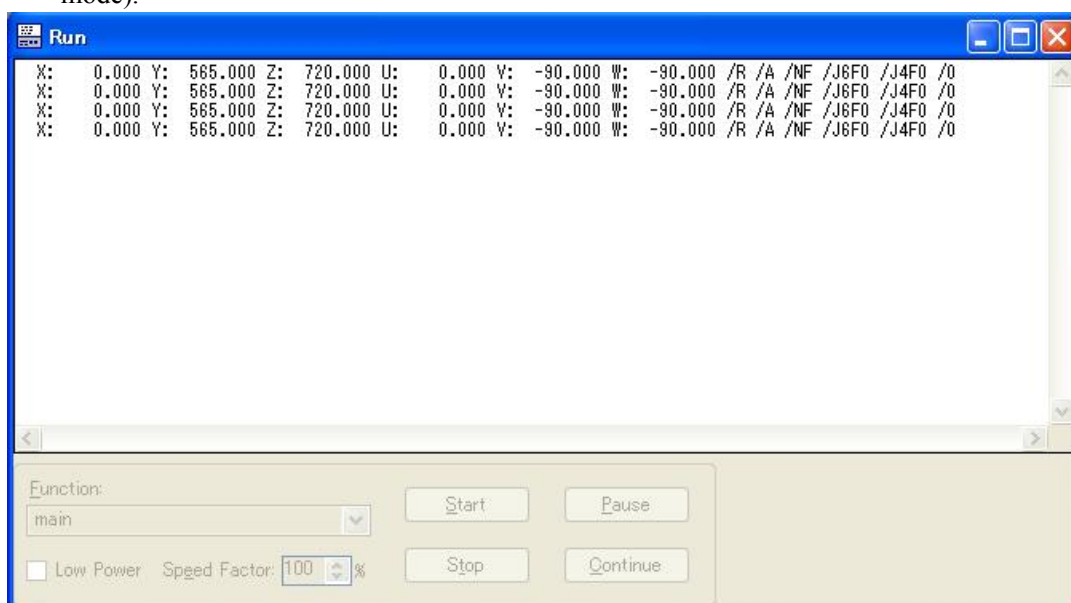 mode).
Run
X: 0.000 Y: 565.000 Z: 720.000 U: 0.000 V: -90.000 W: -90.000 /R /A /NF /J6F0 /J4F0 /0
X: 0.000 Y: 565.000 Z: 720.000 U: 0.000 V: -90.000 W: -90.000 /R /A /NF /J6F0 /J4F0 /0
X: 0.000 Y: 565.000 Z: 720.000 U: 0.000 V: -90.000 W: -90.000 /R /A /NF /J6F0 /J4F0 /0
X: 0.000 Y: 565.000 Z: 720.000 U: 0.000 V: -90.000 W: -90.000 /R /A /NF /J6F0 /J4F0 /0
Function:
main
Start Pause
Low Power Speed Factor: 100 %
Stop Continue